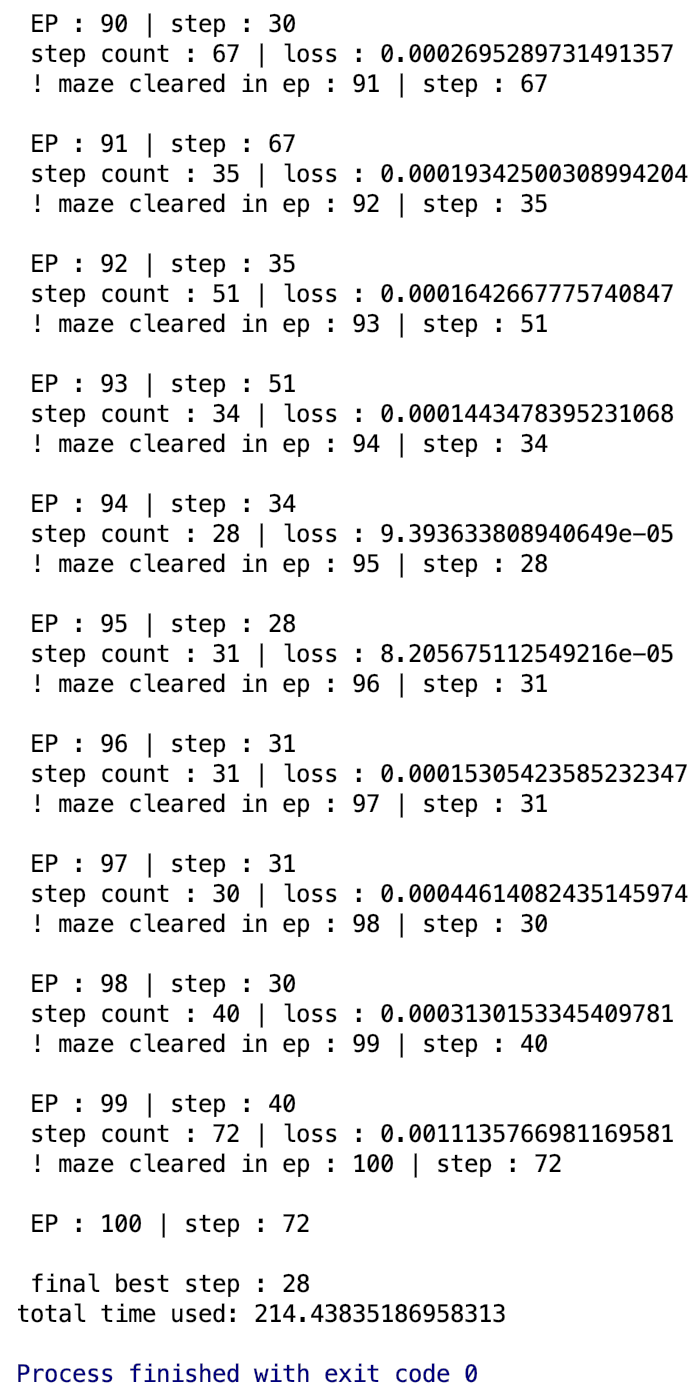 EP : 90 | step : 30
step count : 67 | loss : 0.0002695289731491357
! maze cleared in ep : 91 | step : 67
EP : 91 | step : 67
step count : 35 | loss : 0.00019342500308994204
! maze cleared in ep : 92 | step : 35
EP : 92 | step : 35
step count : 51 | loss : 0.0001642667775740847
! maze cleared in ep : 93 | step : 51
EP : 93 | step : 51
step count : 34 | loss : 0.0001443478395231068
! maze cleared in ep : 94 | step : 34
EP : 94 | step : 34
step count : 28 | loss : 9.393633808940649e-05
! maze cleared in ep : 95 | step : 28
EP : 95 | step : 28
step count : 31 | loss : 8.205675112549216e-05
! maze cleared in ep : 96 | step : 31
EP : 96 | step : 31
step count : 31 | loss : 0.00015305423585232347
! maze cleared in ep : 97 | step : 31
EP : 97 | step : 31
step count : 30 | loss : 0.00044614082435145974
! maze cleared in ep : 98 | step : 30
EP : 98 | step : 30
step count : 40 | loss : 0.0003130153345409781
! maze cleared in ep : 99 | step : 40
EP : 99 | step : 40
step count : 72 | loss : 0.0011135766981169581
! maze cleared in ep : 100 | step : 72
EP : 100 | step : 72
final best step : 28
total time used: 214.43835186958313
Process finished with exit code 0